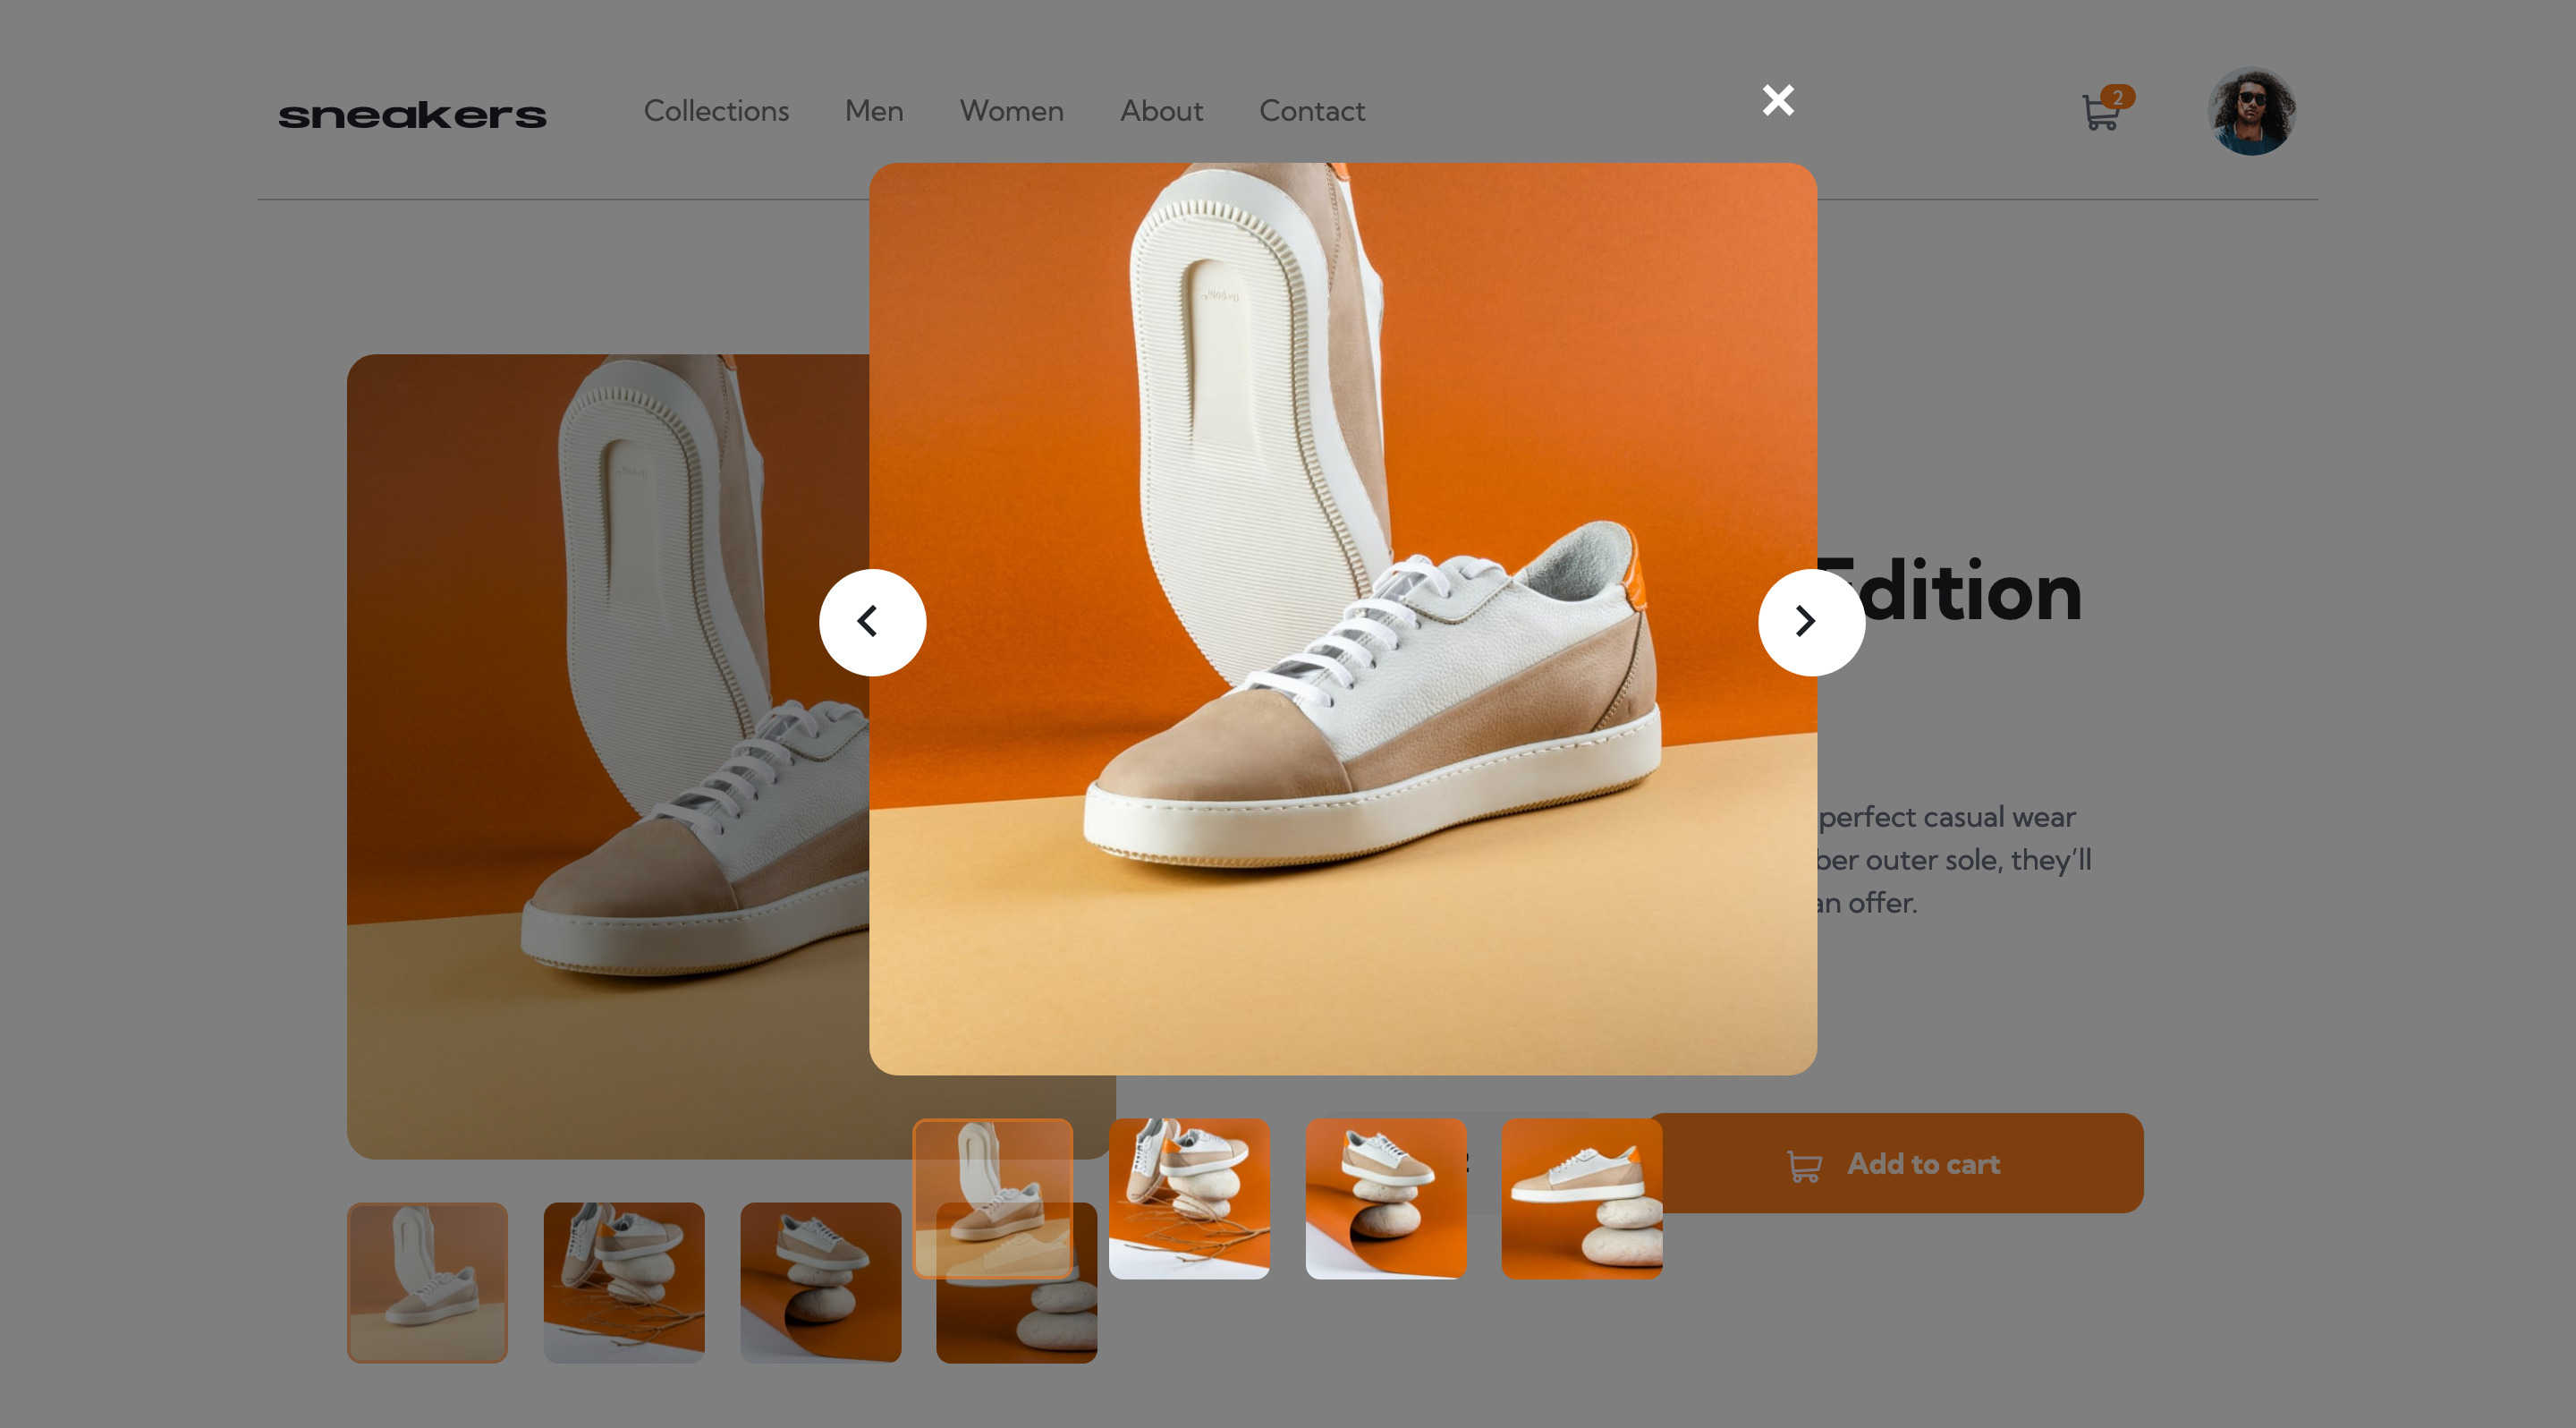 sneakers
Collections
Men
Women
About
Contact
2
Edition
perfect casual wear
ber outer sole, they’ll
an offer.
Add to cart